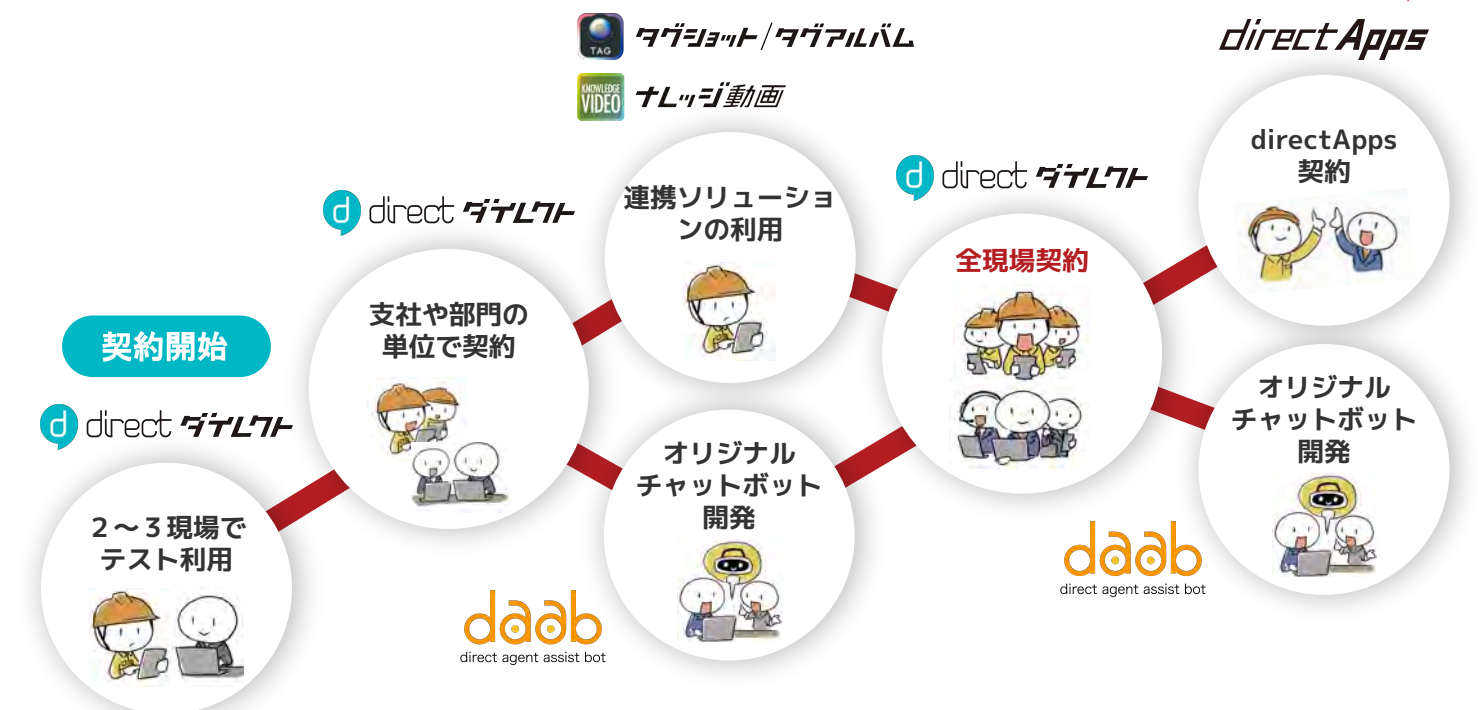 契約開始
direct ダイレクト
２～３現場で
テスト利用
direct ダイレクト
支社や部門の
単位で契約
TAG
タグショット/タグアルバム
KNOWLEDGE
VIDEO
ナレッジ動画
連携ソリューショ
ンの利用
オリジナル
チャットボット
開発
daab
direct agent assist bot
direct ダイレクト
全現場契約
directApps
directApps
契約
オリジナル
チャットボット
開発
daab
direct agent assist bot